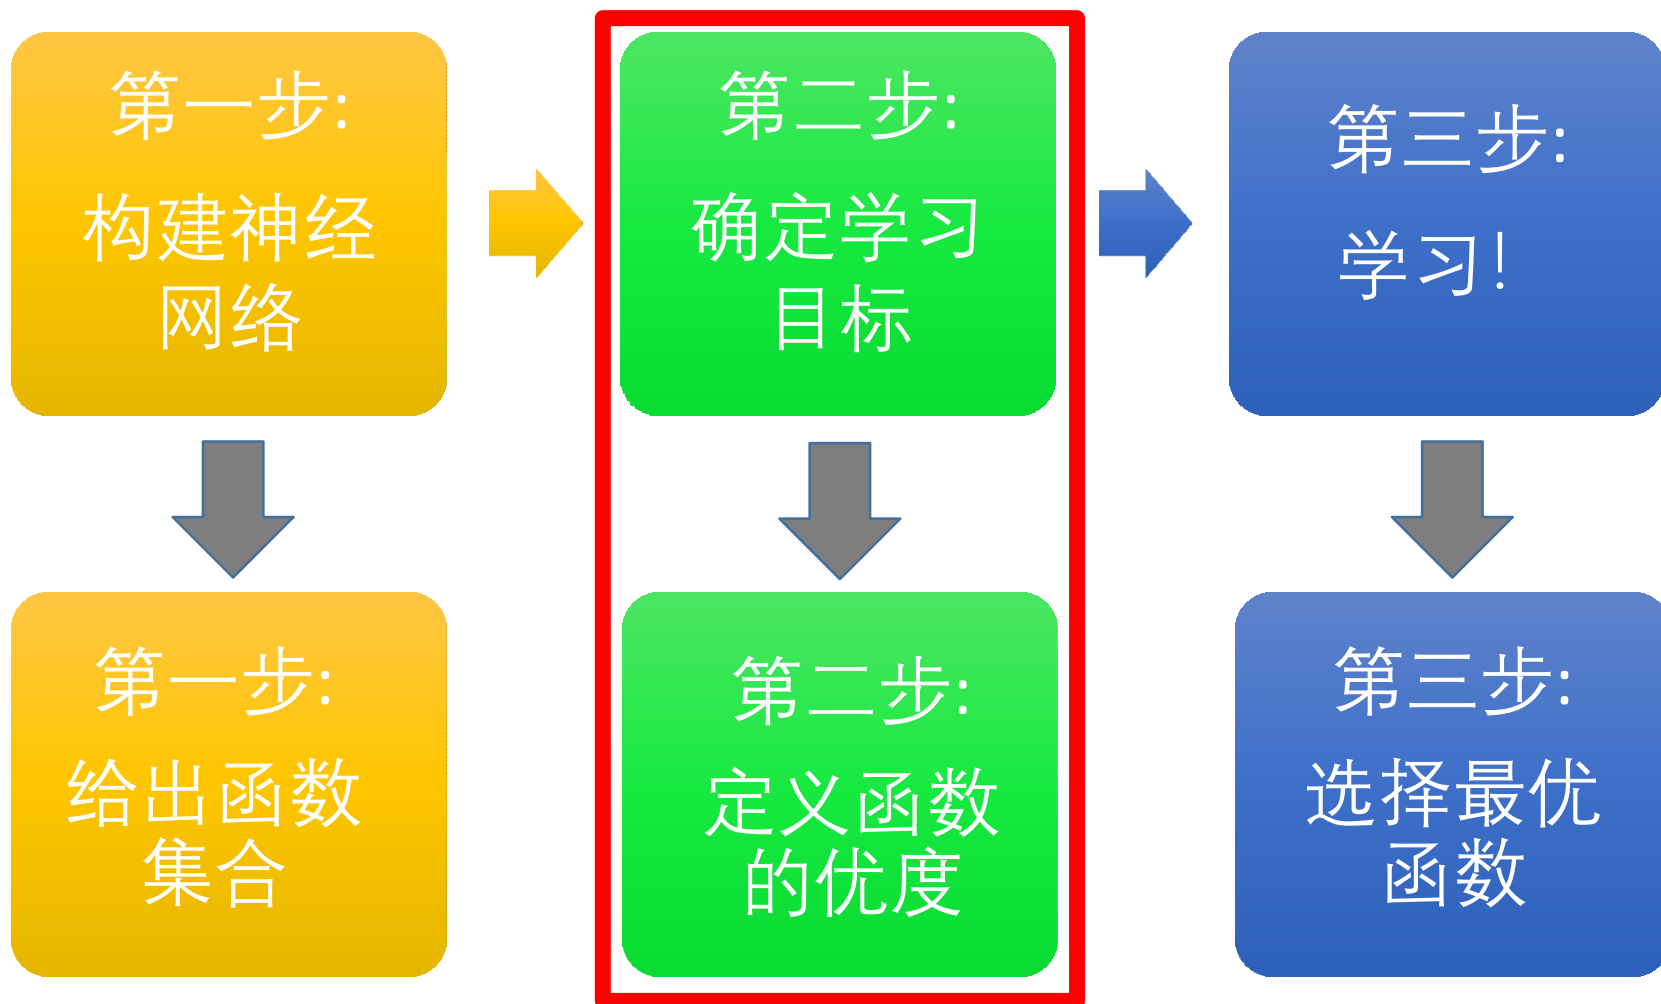 第一步:
构建神经
网络
第二步:
确定学习
目标
第三步:
学习!
第一步:
给出函数
集合
第二步:
定义函数
的优度
第三步:
选择最优
函数